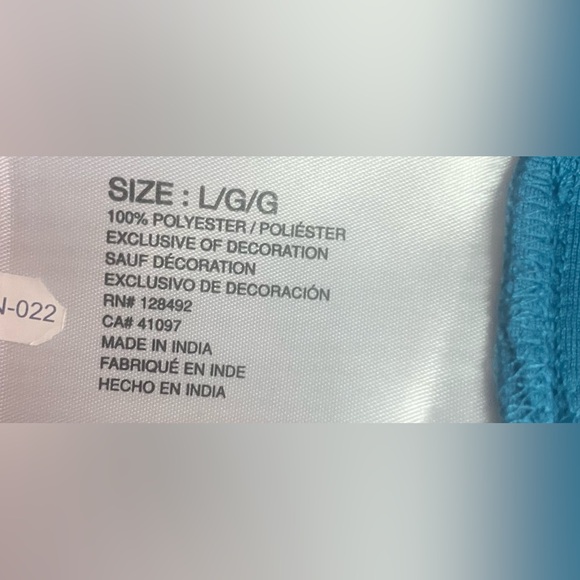 SIZE : L/G/G
100% POLYESTER / POLIÉSTER
EXCLUSIVE OF DECORATION
SAUF DÉCORATION
EXCLUSIVO DE DECORACIÓN
RN# 128492
CA# 41097
MADE IN INDIA
FABRIQUÉ EN INDE
HECHO EN INDIA
-022